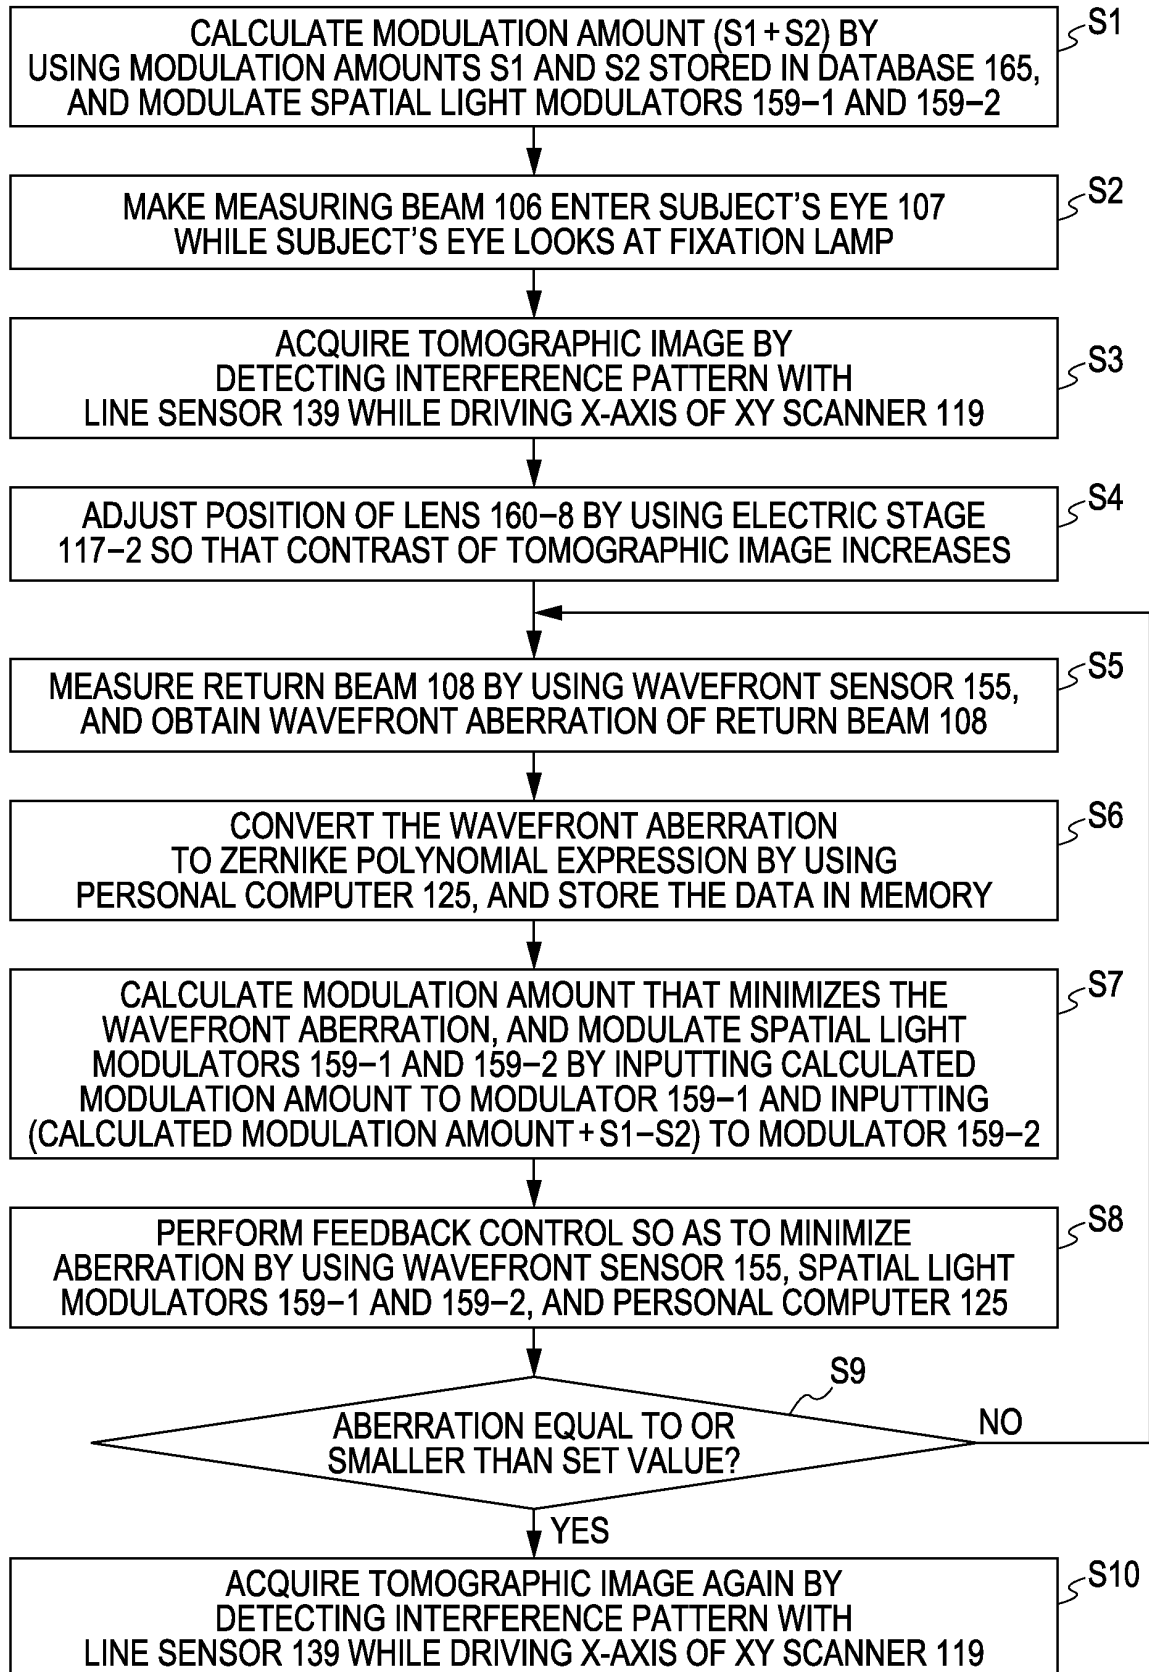 S1
CALCULATE MODULATION AMOUNT (S1+S2) BY
USING MODULATION AMOUNTS S1 AND S2 STORED IN DATABASE 165,
AND MODULATE SPATIAL LIGHT MODULATORS 159–1 AND 159–2
S2
MAKE MEASURING BEAM 106 ENTER SUBJECT'S EYE 107
WHILE SUBJECT'S EYE LOOKS AT FIXATION LAMP
S3
ACQUIRE TOMOGRAPHIC IMAGE BY
DETECTING INTERFERENCE PATTERN WITH
LINE SENSOR 139 WHILE DRIVING X-AXIS OF XY SCANNER 119
S4
ADJUST POSITION OF LENS 160–8 BY USING ELECTRIC STAGE
117–2 SO THAT CONTRAST OF TOMOGRAPHIC IMAGE INCREASES
S5
MEASURE RETURN BEAM 108 BY USING WAVEFRONT SENSOR 155,
AND OBTAIN WAVEFRONT ABERRATION OF RETURN BEAM 108
S6
CONVERT THE WAVEFRONT ABERRATION
TO ZERNIKE POLYNOMIAL EXPRESSION BY USING
PERSONAL COMPUTER 125, AND STORE THE DATA IN MEMORY
S7
CALCULATE MODULATION AMOUNT THAT MINIMIZES THE
WAVEFRONT ABERRATION, AND MODULATE SPATIAL LIGHT
MODULATORS 159–1 AND 159–2 BY INPUTTING CALCULATED
MODULATION AMOUNT TO MODULATOR 159–1 AND INPUTTING
(CALCULATED MODULATION AMOUNT+S1–S2) TO MODULATOR 159–2
S8
PERFORM FEEDBACK CONTROL SO AS TO MINIMIZE
ABERRATION BY USING WAVEFRONT SENSOR 155, SPATIAL LIGHT
MODULATORS 159–1 AND 159–2, AND PERSONAL COMPUTER 125
S9
ABERRATION EQUAL TO OR
SMALLER THAN SET VALUE?
NO
YES
S10
ACQUIRE TOMOGRAPHIC IMAGE AGAIN BY
DETECTING INTERFERENCE PATTERN WITH
LINE SENSOR 139 WHILE DRIVING X-AXIS OF XY SCANNER 119